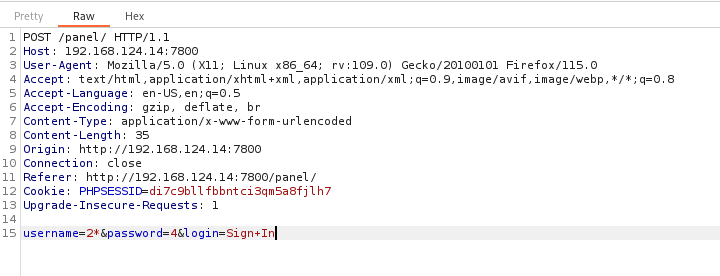 Pretty Raw Hex
1 POST /panel/ HTTP/1.1
2 Host: 192.168.124.14:7800
3 User-Agent: Mozilla/5.0 (X11; Linux x86_64; rv:109.0) Gecko/20100101 Firefox/115.0
4 Accept: text/html,application/xhtml+xml,application/xml;q=0.9,image/avif,image/webp,*/*;q=0.8
5 Accept-Language: en-US,en;q=0.5
6 Accept-Encoding: gzip, deflate, br
7 Content-Type: application/x-www-form-urlencoded
8 Content-Length: 35
9 Origin: http://192.168.124.14:7800
10 Connection: close
11 Referer: http://192.168.124.14:7800/panel/
12 Cookie: PHPSESSID=di7c9bllfbbntci3qm5a8fjlh7
13 Upgrade-Insecure-Requests: 1
14
15 username=2*&password=4&login=Sign+In